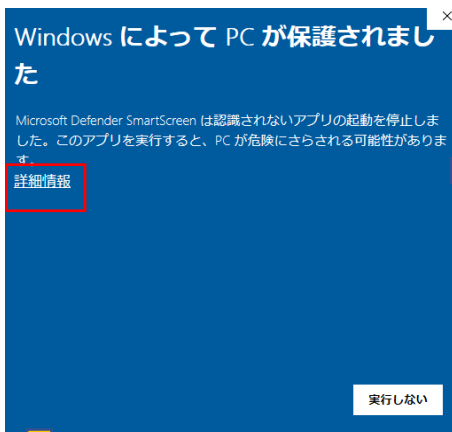 Windows によって PC が保護されまし
た
Microsoft Defender SmartScreen は認識されないアプリの起動を停止しま
した。このアプリを実行すると、PC が危険にさらされる可能性がありま
す。
詳細情報
実行しない